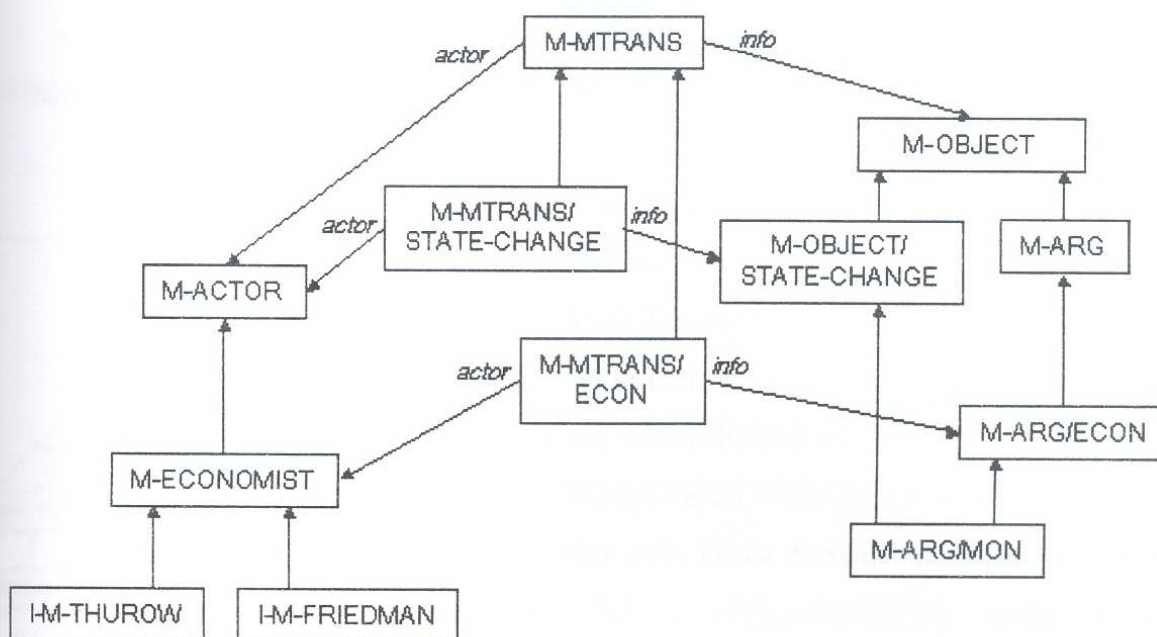 M-MTRANS
actor
info
M-OBJECT
M-MTRANS/
STATE-CHANGE
actor
info
M-OBJECT/
STATE-CHANGE
M-ARG
M-ACTOR
M-MTRANS/
ECON
actor
info
M-ARG/ECON
M-ECONOMIST
M-ARG/MON
I-M-THUROW
I-M-FRIEDMAN